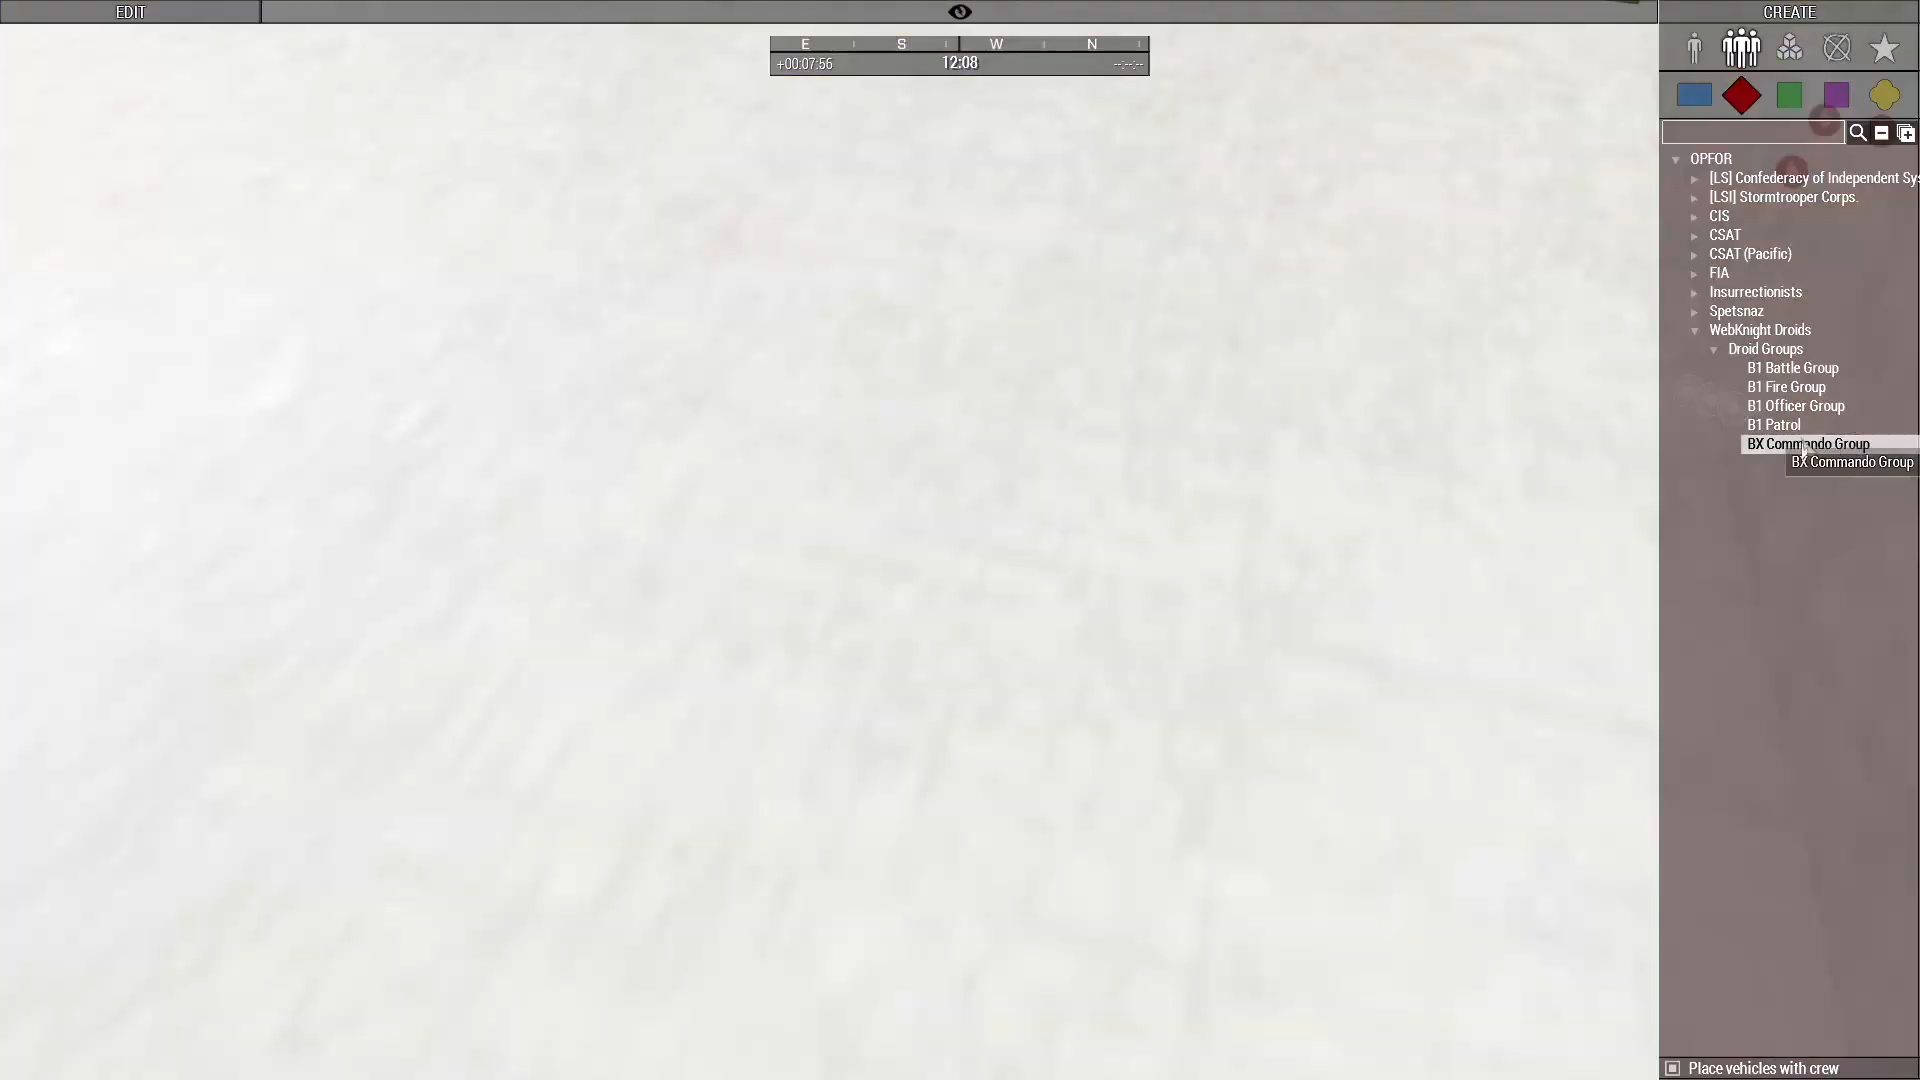 EDIT
CREATE
E S W N
+00:07:56 12:08 --:--:--
OPFOR
[LS] Confederacy of Independent Sys
[LSI] Stormtrooper Corps.
CIS
CSAT
CSAT (Pacific)
FIA
Insurrectionists
Spetsnaz
WebKnight Droids
Droid Groups
B1 Battle Group
B1 Fire Group
B1 Officer Group
B1 Patrol
BX Commando Group
BX Commando Group
Place vehicles with crew